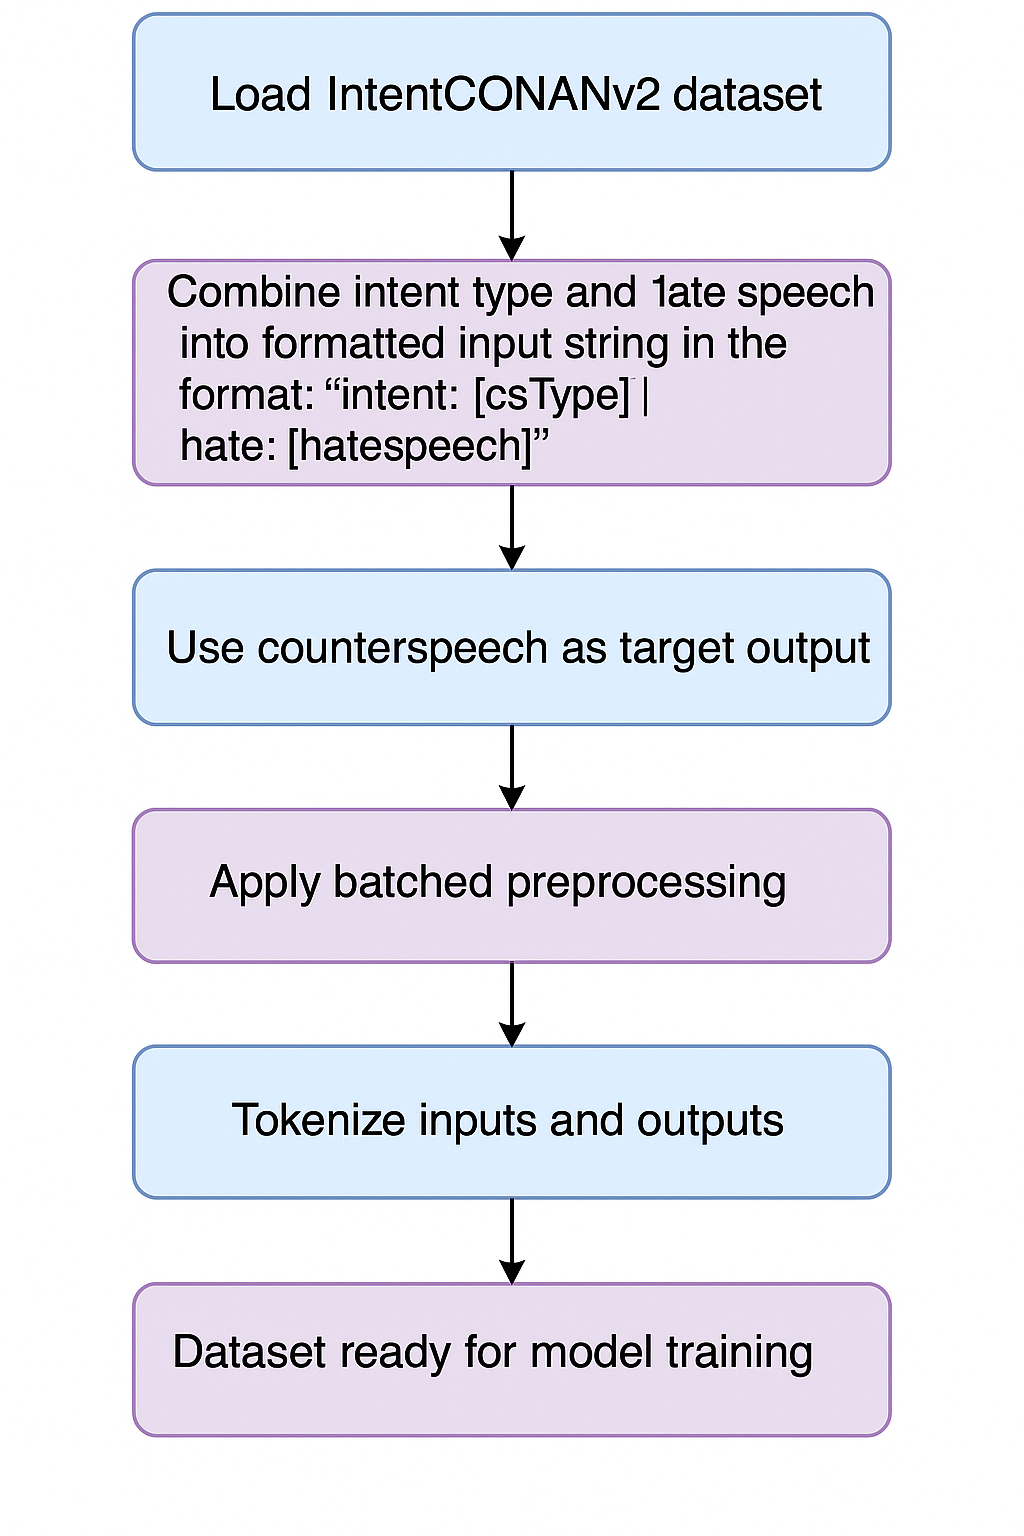 Load IntentCONANv2 dataset
Combine intent type and 1ate speech
into formatted input string in the
format: “intent: [csType] |
hate: [hatespeech]”
Use counterspeech as target output
Apply batched preprocessing
Tokenize inputs and outputs
Dataset ready for model training